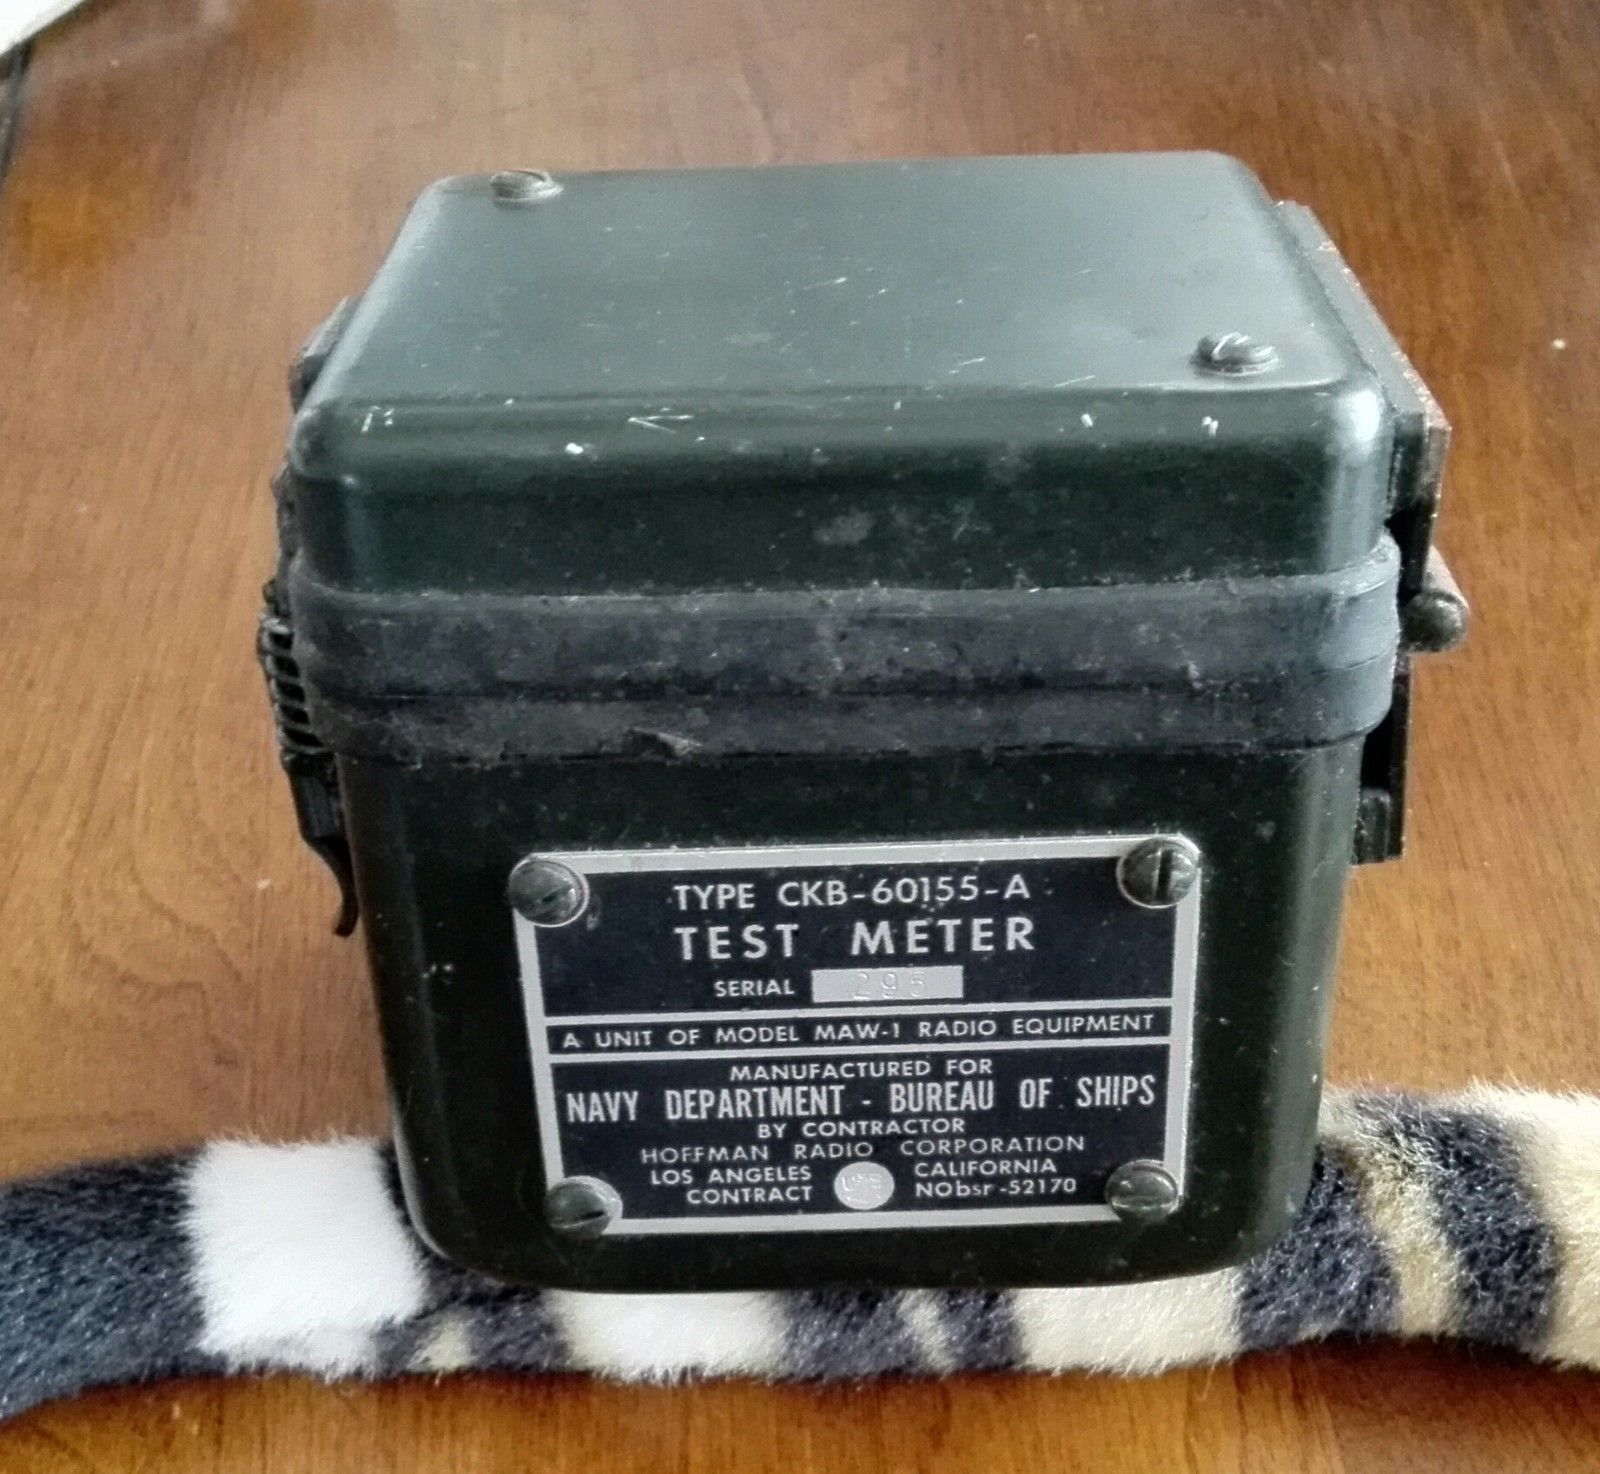 TYPE CKB-60155-A
TEST METER
SERIAL 295
A UNIT OF MODEL MAW-1 RADIO EQUIPMENT
MANUFACTURED FOR
NAVY DEPARTMENT - BUREAU OF SHIPS
BY CONTRACTOR
HOFFMAN RADIO CORPORATION
LOS ANGELES CALIFORNIA
CONTRACT NObsr-52170